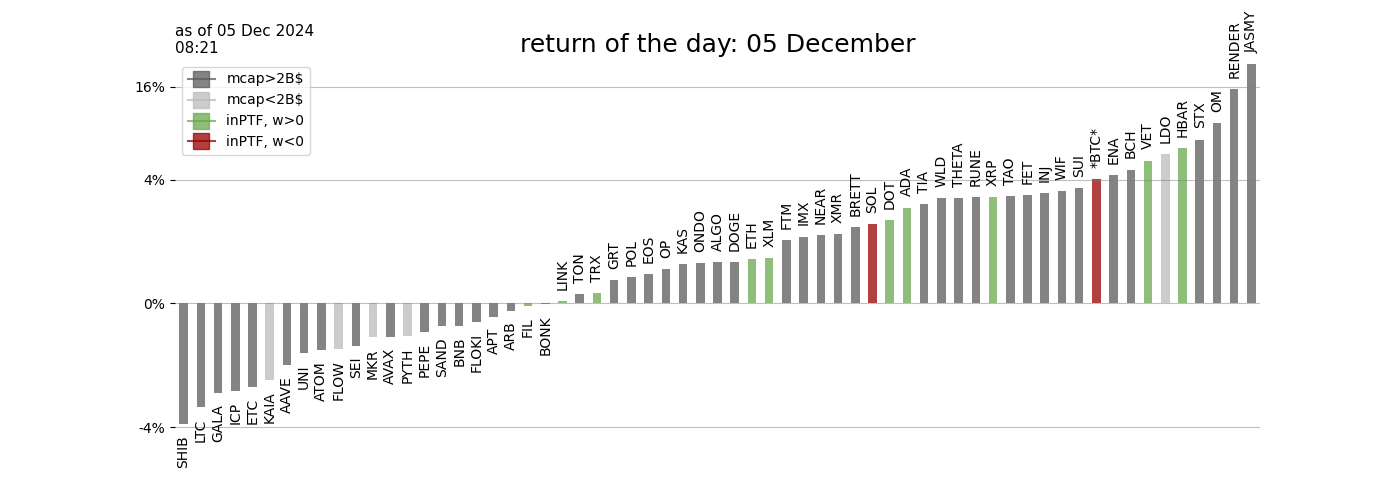 as of 05 Dec 2024
08:21
return of the day: 05 December
mcap>2B$
mcap<2B$
inPTF, w>0
inPTF, w<0
16%
4%
0%
-4%
SHIB
LTC
GALA
ICP
ETC
KAIA
AAVE
UNI
ATOM
FLOW
SEI
MKR
AVAX
PYTH
PEPE
SAND
BNB
FLOKI
APT
ARB
FIL
BONK
LINK
TON
TRX
GRT
POL
EOS
OP
KAS
ONDO
ALGO
DOGE
ETH
XLM
FTM
IMX
NEAR
XMR
BRETT
SOL
DOT
ADA
TIA
WLD
THETA
RUNE
XRP
TAO
FET
INJ
WIF
SUI
*BTC*
ENA
BCH
VET
LDO
HBAR
STX
OM
RENDER
JASMY